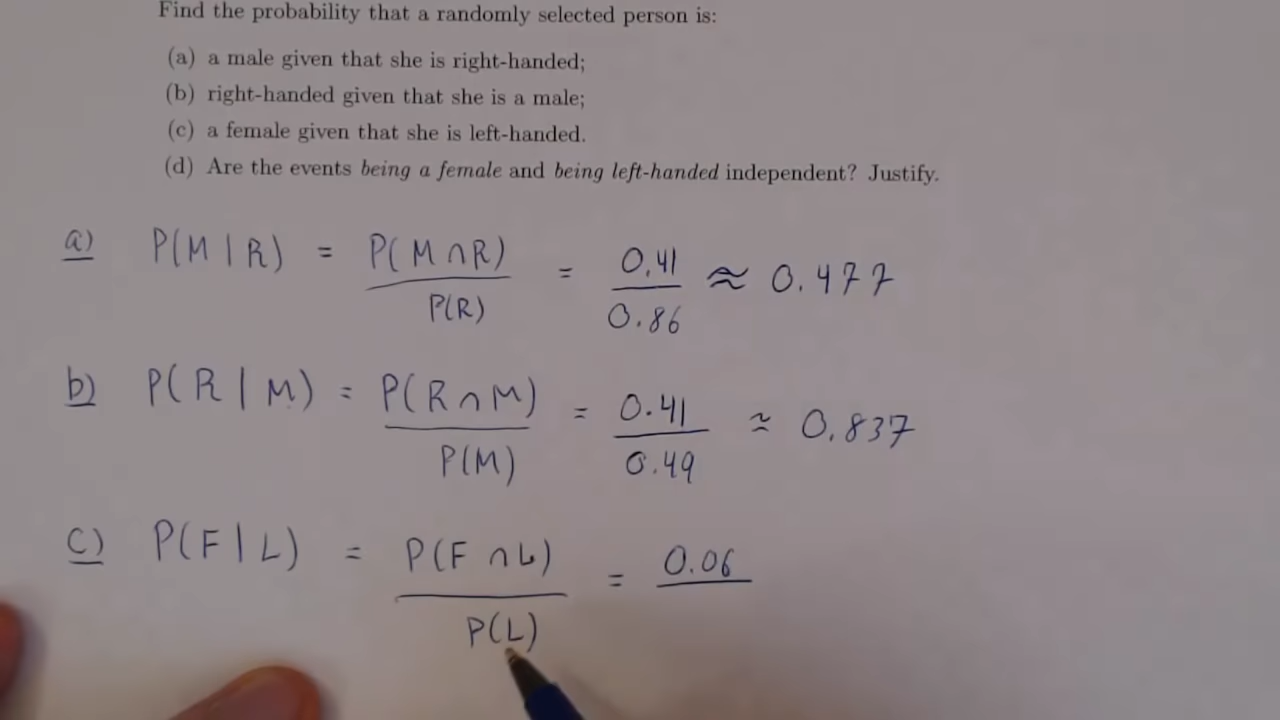 Find the probability that a randomly selected person is:
(a) a male given that she is right-handed;
(b) right-handed given that she is a male;
(c) a female given that she is left-handed.
(d) Are the events being a female and being left-handed independent? Justify.
a) P(M | R) = P(M ∩ R) / P(R) = 0.41 / 0.86 ≈ 0.477
b) P(R | M) = P(R ∩ M) / P(M) = 0.41 / 0.49 ≈ 0.837
c) P(F | L) = P(F ∩ L) / P(L) = 0.06